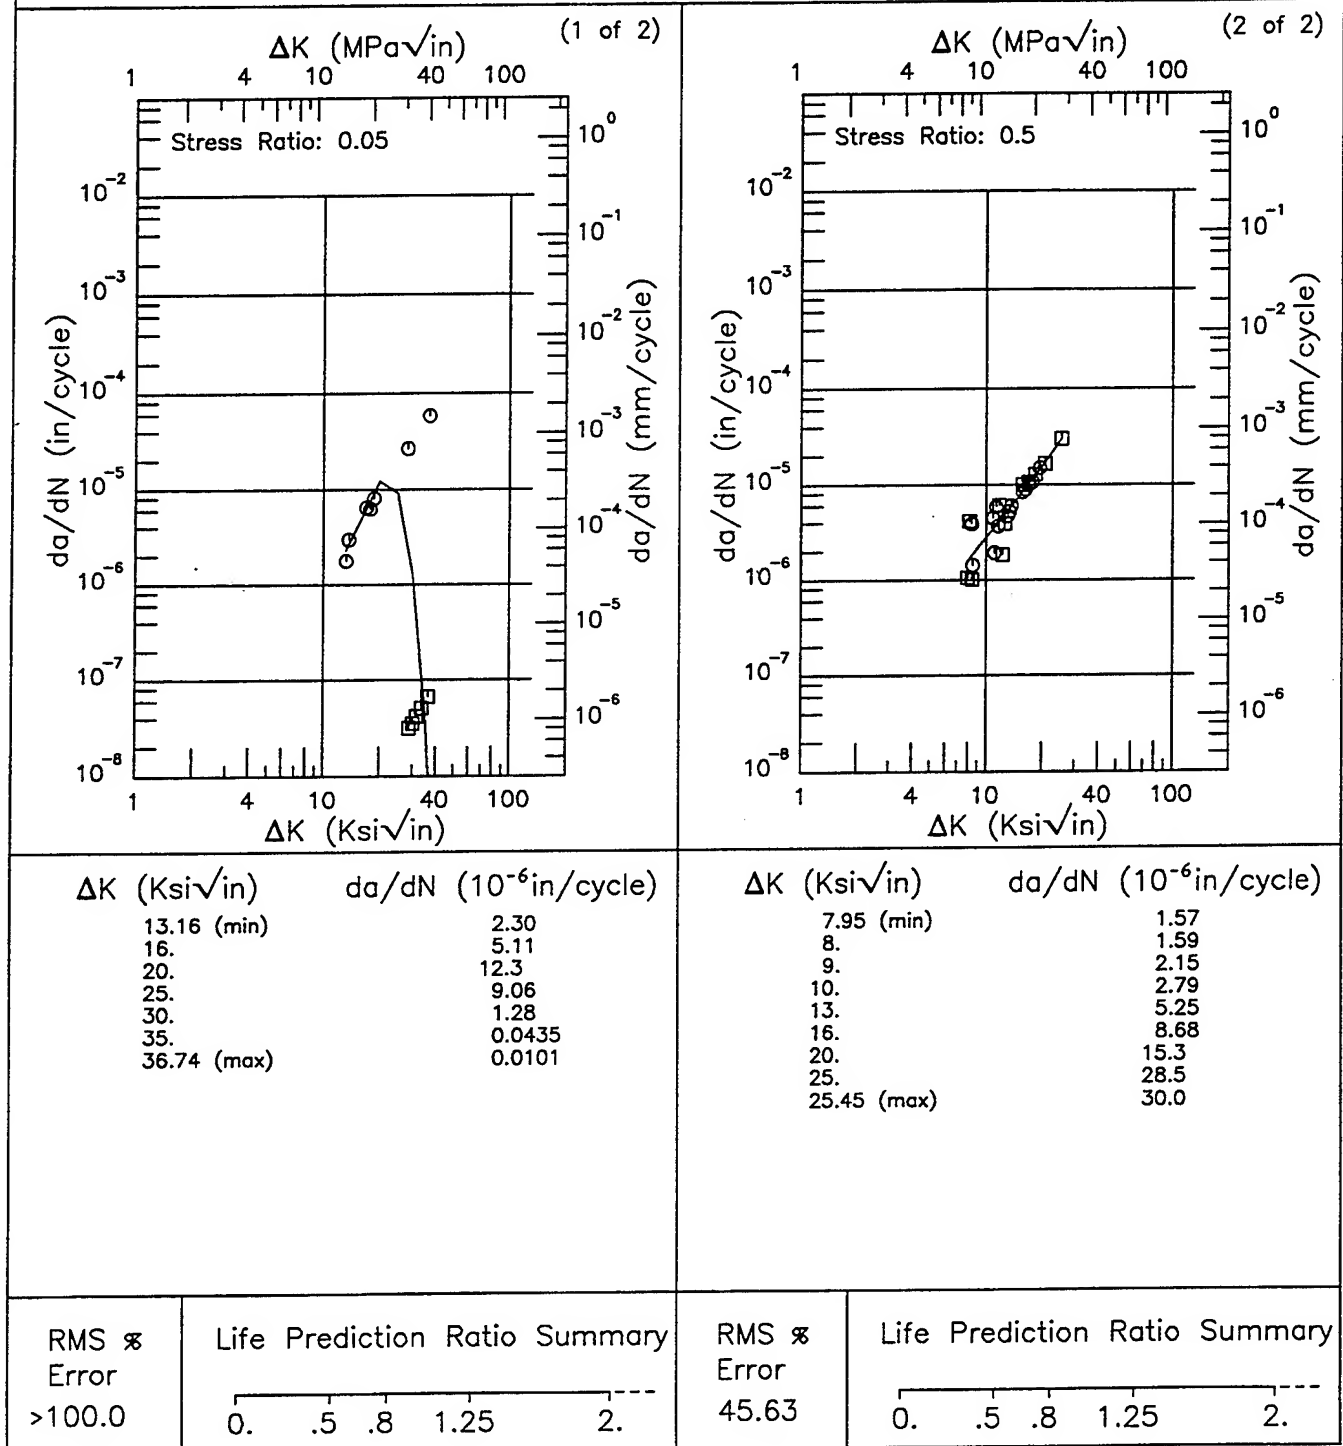 (1 of 2)
ΔK (MPa√in)
1 4 10 40 100
Stress Ratio: 0.05
10⁰
10⁻²
10⁻¹
10⁻³
10⁻²
10⁻⁴
10⁻³
10⁻⁵
10⁻⁴
10⁻⁶
10⁻⁵
10⁻⁷
10⁻⁶
10⁻⁸
da/dN (in/cycle)
da/dN (mm/cycle)
1 4 10 40 100
ΔK (Ksi√in)
ΔK (Ksi√in) da/dN (10⁻⁶in/cycle)
13.16 (min) 2.30
16. 5.11
20. 12.3
25. 9.06
30. 1.28
35. 0.0435
36.74 (max) 0.0101
RMS %
Error
>100.0
Life Prediction Ratio Summary
0. .5 .8 1.25 2.
(2 of 2)
ΔK (MPa√in)
1 4 10 40 100
Stress Ratio: 0.5
10⁰
10⁻²
10⁻¹
10⁻³
10⁻²
10⁻⁴
10⁻³
10⁻⁵
10⁻⁴
10⁻⁶
10⁻⁵
10⁻⁷
10⁻⁶
10⁻⁸
da/dN (in/cycle)
da/dN (mm/cycle)
1 4 10 40 100
ΔK (Ksi√in)
ΔK (Ksi√in) da/dN (10⁻⁶in/cycle)
7.95 (min) 1.57
8. 1.59
9. 2.15
10. 2.79
13. 5.25
16. 8.68
20. 15.3
25. 28.5
25.45 (max) 30.0
RMS %
Error
45.63
Life Prediction Ratio Summary
0. .5 .8 1.25 2.